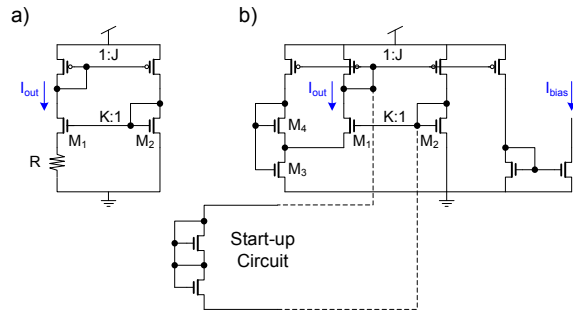 a)
b)
1:J
I_out
K:1
M_1
M_2
R
1:J
I_out
I_bias
M_4
K:1
M_1
M_2
M_3
Start-up
Circuit